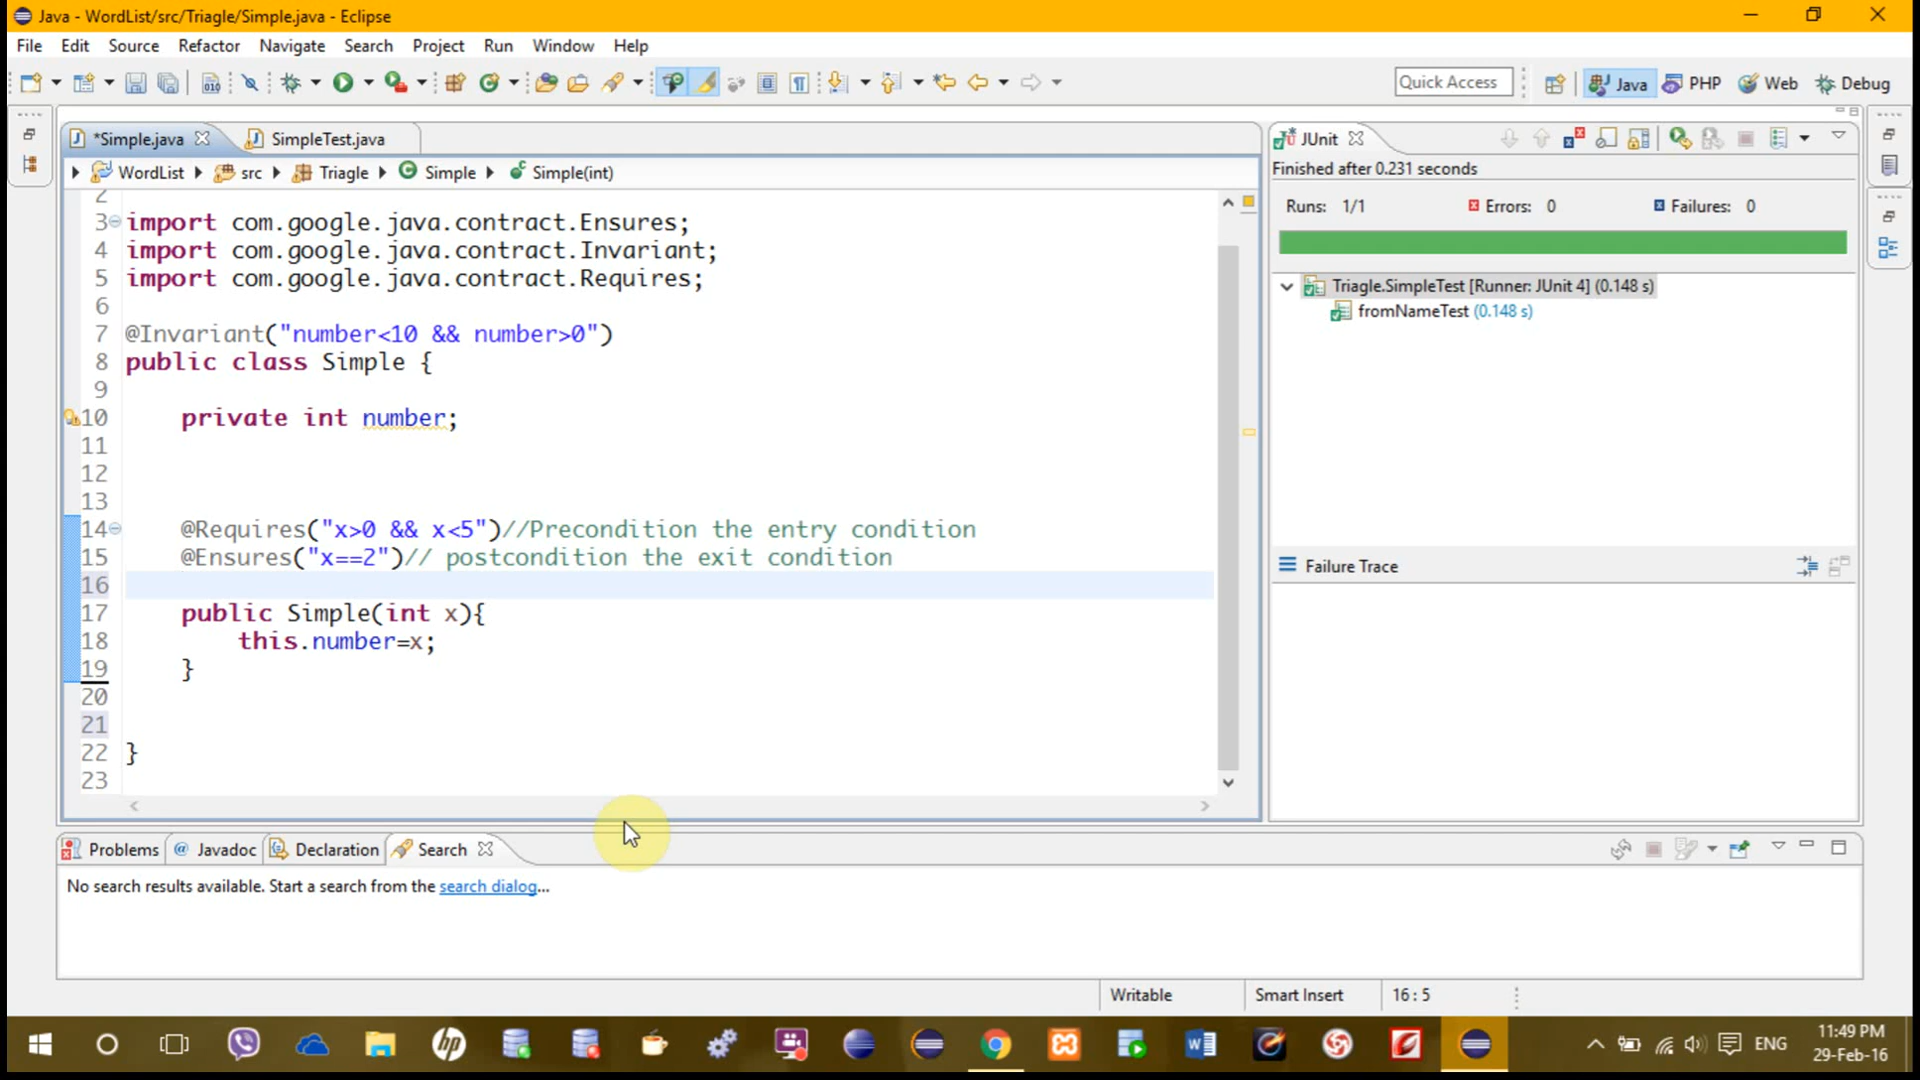 Java - WordList/src/Triagle/Simple.java - Eclipse
File Edit Source Refactor Navigate Search Project Run Window Help
Quick Access Java PHP Web Debug
*Simple.java SimpleTest.java
WordList src Triagle Simple Simple(int)
2
3 import com.google.java.contract.Ensures;
4 import com.google.java.contract.Invariant;
5 import com.google.java.contract.Requires;
6
7 @Invariant("number<10 && number>0")
8 public class Simple {
9
10 private int number;
11
12
13
14 @Requires("x>0 && x<5")//Precondition the entry condition
15 @Ensures("x==2")// postcondition the exit condition
16
17 public Simple(int x){
18 this.number=x;
19 }
20
21
22 }
23
JUnit
Finished after 0.231 seconds
Runs: 1/1 Errors: 0 Failures: 0
Triagle.SimpleTest [Runner: JUnit 4] (0.148 s)
fromNameTest (0.148 s)
Failure Trace
Problems @ Javadoc Declaration Search
No search results available. Start a search from the search dialog...
Writable Smart Insert 16 : 5
hp
ENG
11:49 PM
29-Feb-16